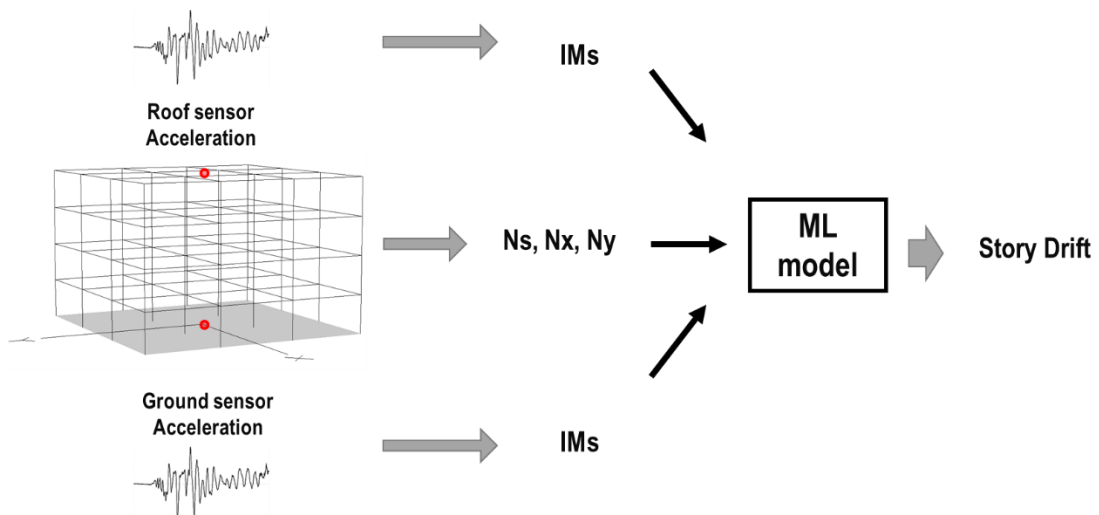 IMs
Roof sensor
Acceleration
Ns, Nx, Ny
ML
model
Story Drift
Ground sensor
Acceleration
IMs